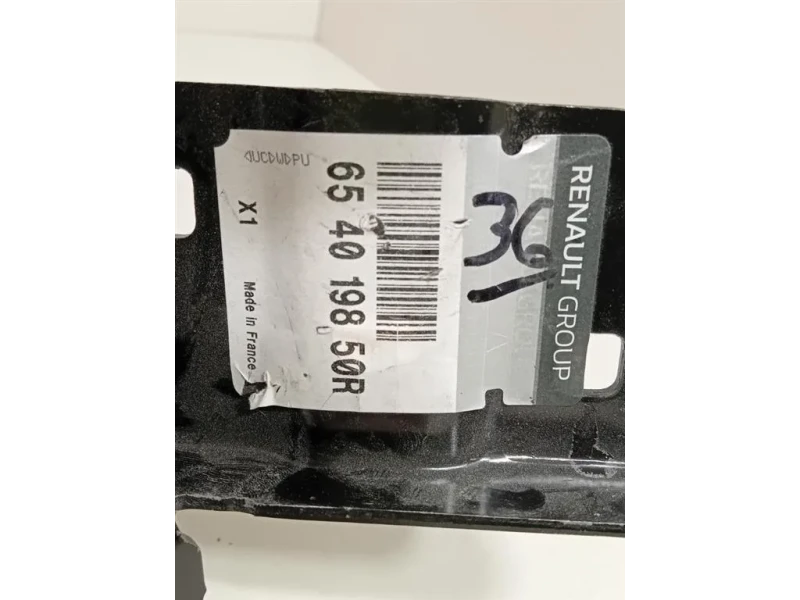 RENAULT GROUP
36
65 40 198 50R
X1
Made in France